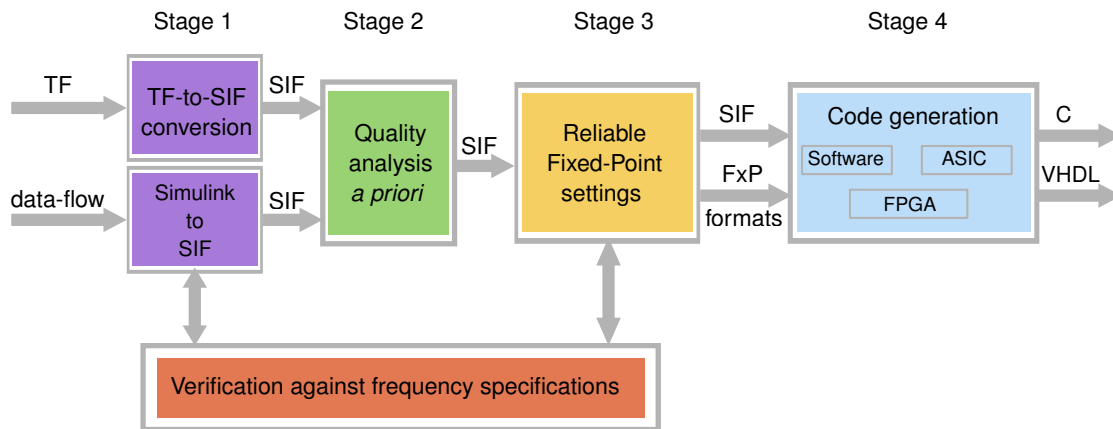 Stage 1
Stage 2
Stage 3
Stage 4
TF
TF-to-SIF
conversion
SIF
data-flow
Simulink
to
SIF
SIF
Quality
analysis
a priori
SIF
Reliable
Fixed-Point
settings
SIF
FxP
formats
Code generation
Software
ASIC
FPGA
C
VHDL
Verification against frequency specifications